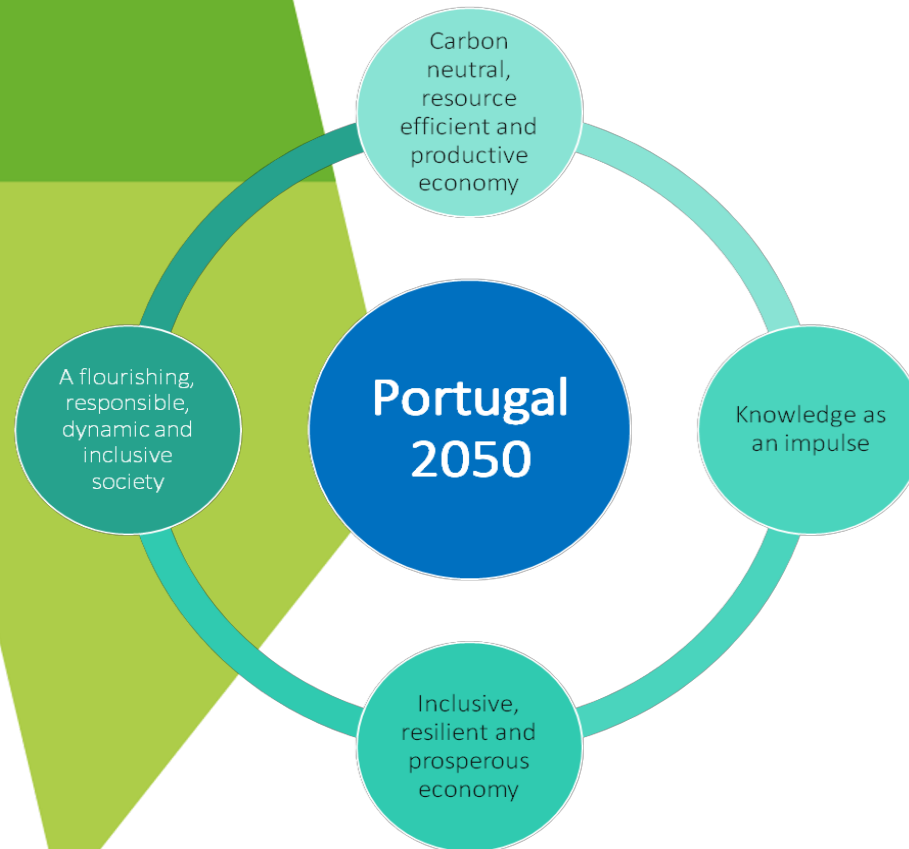 Carbon
neutral,
resource
efficient and
productive
economy
A flourishing,
responsible,
dynamic and
inclusive
society
Portugal
2050
Knowledge as
an impulse
Inclusive,
resilient and
prosperous
economy